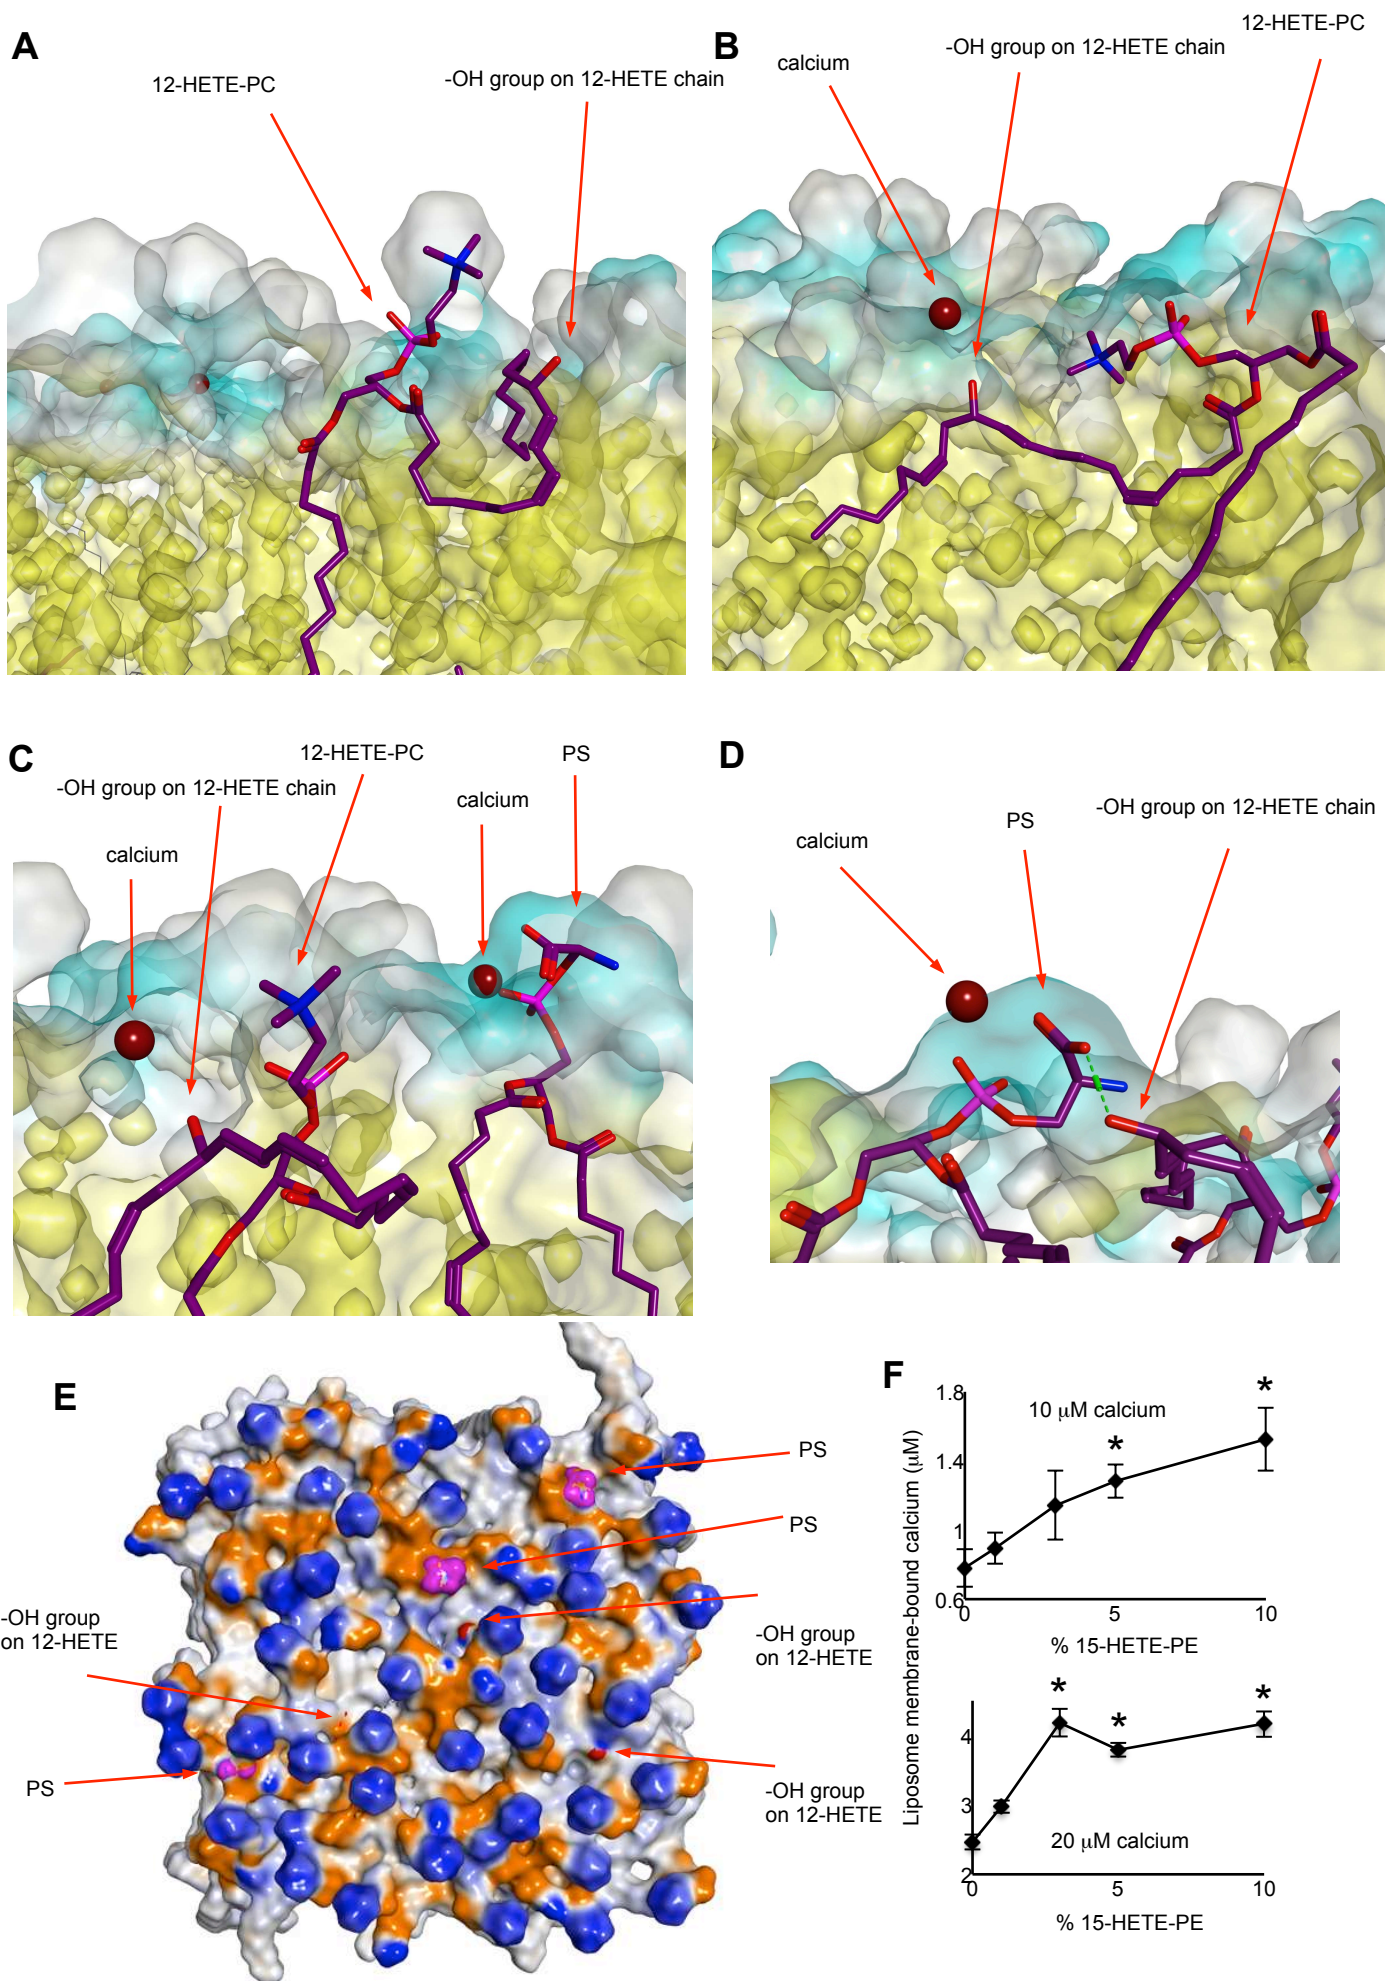 A
12-HETE-PC
-OH group on 12-HETE chain
B
calcium
-OH group on 12-HETE chain
12-HETE-PC
C
-OH group on 12-HETE chain
12-HETE-PC
PS
calcium
calcium
D
calcium
PS
-OH group on 12-HETE chain
E
PS
PS
-OH group
on 12-HETE
-OH group
on 12-HETE
PS
-OH group
on 12-HETE
F
Liposome membrane-bound calcium (μM)
1.8
1.4
1
0.6
10 μM calcium
*
*
0
5
10
% 15-HETE-PE
4
3
2
*
*
*
20 μM calcium
0
5
10
% 15-HETE-PE